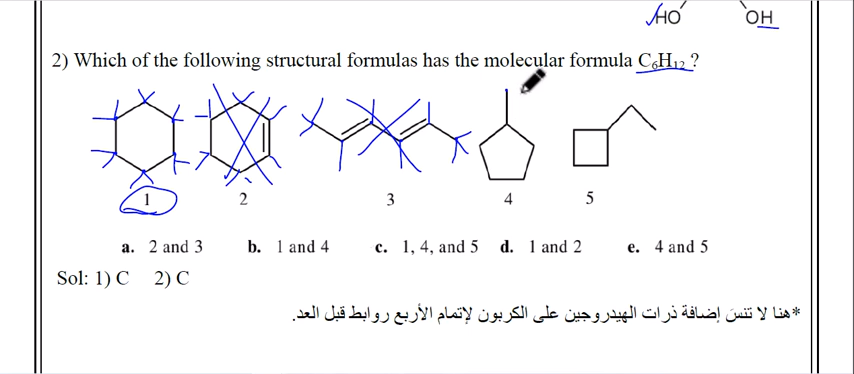 HO OH
2) Which of the following structural formulas has the molecular formula C₆H₁₂ ?
1 2 3 4 5
a. 2 and 3 b. 1 and 4 c. 1, 4, and 5 d. 1 and 2 e. 4 and 5
Sol: 1) C 2) C
*هنا لا تنسَ إضافة ذرات الهيدروجين على الكربون لإتمام الأربع روابط قبل العد.